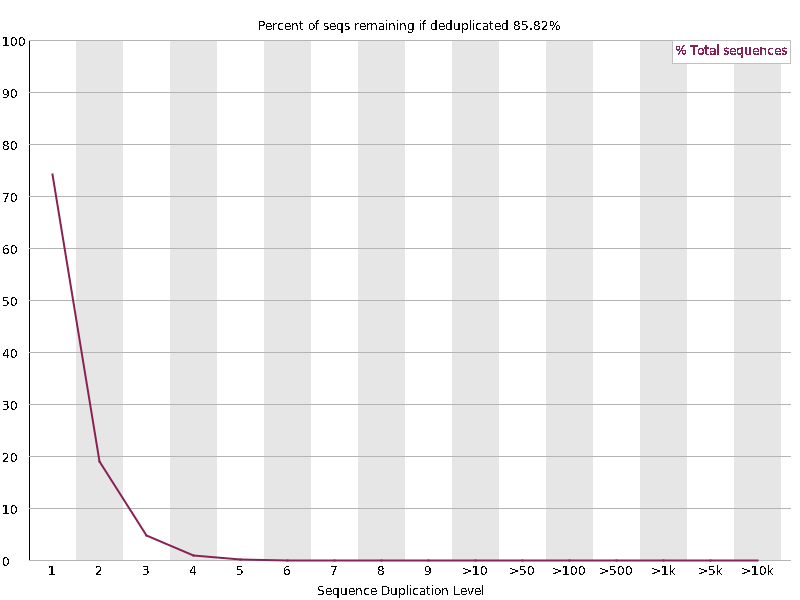 Percent of seqs remaining if deduplicated 85.82%
% Total sequences
100
90
80
70
60
50
40
30
20
10
0
1 2 3 4 5 6 7 8 9 >10 >50 >100 >500 >1k >5k >10k
Sequence Duplication Level